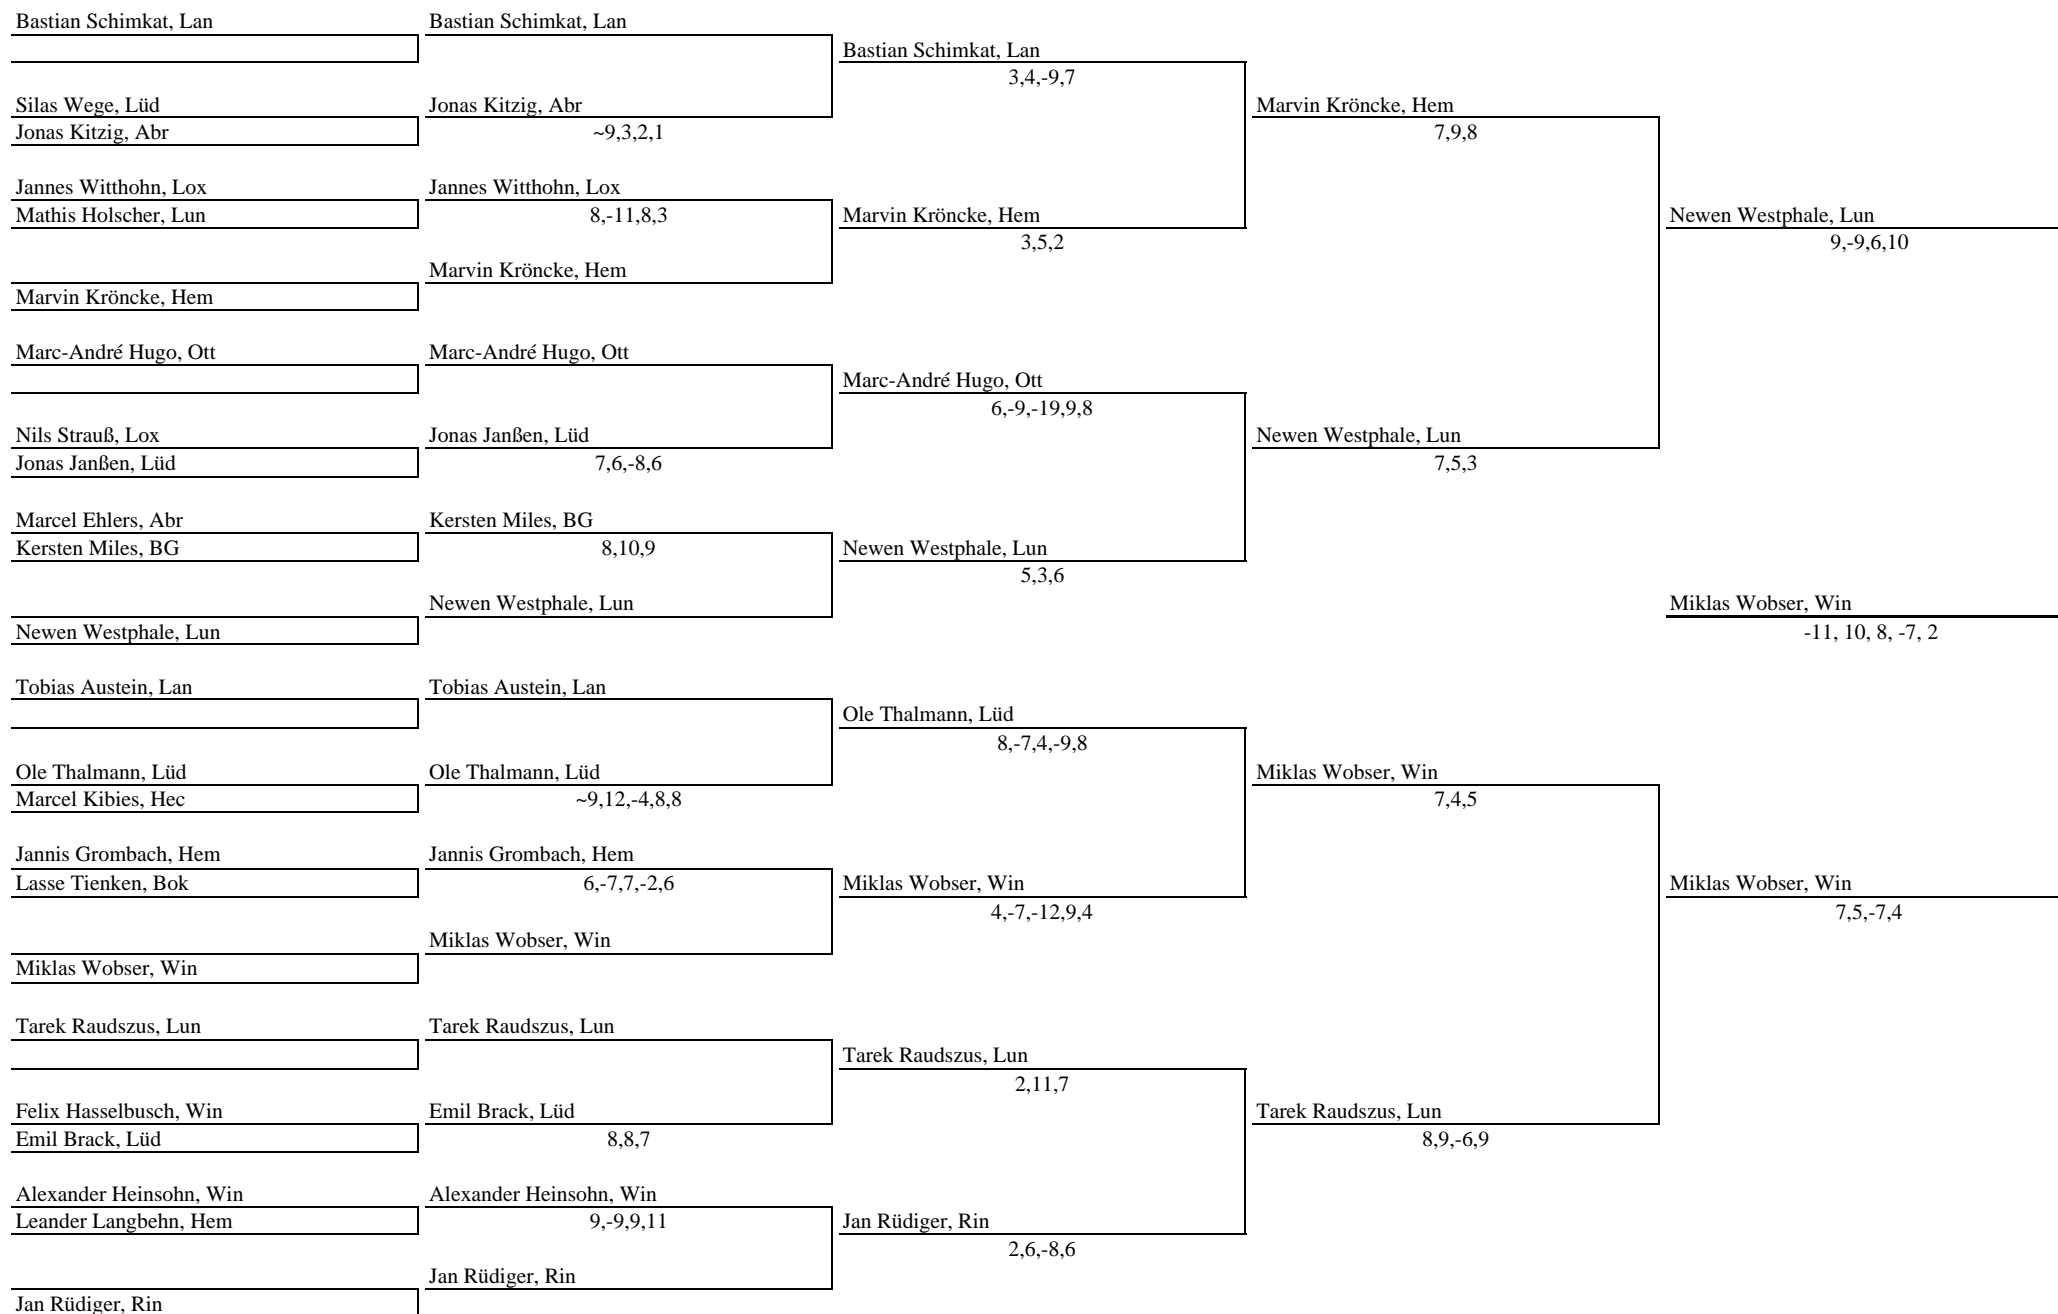 Bastian Schimkat, Lan
Bastian Schimkat, Lan
Bastian Schimkat, Lan
3,4,-9,7
Silas Wege, Lüd
Jonas Kitzig, Abr
Marvin Kröncke, Hem
Jonas Kitzig, Abr
~9,3,2,1
7,9,8
Jannes Witthohn, Lox
Jannes Witthohn, Lox
Mathis Holscher, Lun
8,-11,8,3
Marvin Kröncke, Hem
Newen Westphale, Lun
3,5,2
9,-9,6,10
Marvin Kröncke, Hem
Marvin Kröncke, Hem
Marc-André Hugo, Ott
Marc-André Hugo, Ott
Marc-André Hugo, Ott
6,-9,-19,9,8
Nils Strauß, Lox
Jonas Janßen, Lüd
Newen Westphale, Lun
Jonas Janßen, Lüd
7,6,-8,6
7,5,3
Marcel Ehlers, Abr
Kersten Miles, BG
Kersten Miles, BG
8,10,9
Newen Westphale, Lun
5,3,6
Newen Westphale, Lun
Miklas Wobser, Win
Newen Westphale, Lun
-11, 10, 8, -7, 2
Tobias Austein, Lan
Tobias Austein, Lan
Ole Thalmann, Lüd
8,-7,4,-9,8
Ole Thalmann, Lüd
Ole Thalmann, Lüd
Miklas Wobser, Win
Marcel Kibies, Hec
~9,12,-4,8,8
7,4,5
Jannis Grombach, Hem
Jannis Grombach, Hem
Lasse Tienken, Bok
6,-7,7,-2,6
Miklas Wobser, Win
Miklas Wobser, Win
4,-7,-12,9,4
7,5,-7,4
Miklas Wobser, Win
Miklas Wobser, Win
Tarek Raudszus, Lun
Tarek Raudszus, Lun
Tarek Raudszus, Lun
2,11,7
Felix Hasselbusch, Win
Emil Brack, Lüd
Tarek Raudszus, Lun
Emil Brack, Lüd
8,8,7
8,9,-6,9
Alexander Heinsohn, Win
Alexander Heinsohn, Win
Leander Langbehn, Hem
9,-9,9,11
Jan Rüdiger, Rin
2,6,-8,6
Jan Rüdiger, Rin
Jan Rüdiger, Rin